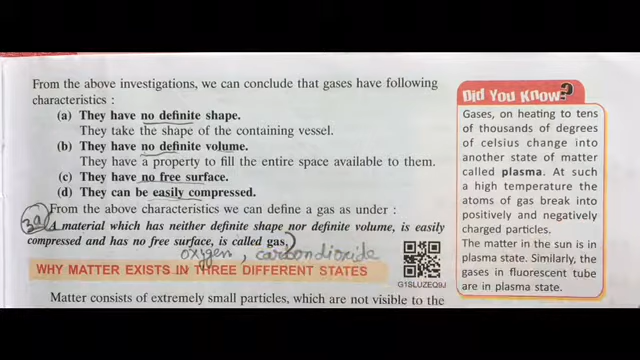 From the above investigations, we can conclude that gases have following
characteristics :
(a) They have no definite shape.
They take the shape of the containing vessel.
(b) They have no definite volume.
They have a property to fill the entire space available to them.
(c) They have no free surface.
(d) They can be easily compressed.
From the above characteristics we can define a gas as under :
3a) A material which has neither definite shape nor definite volume, is easily
compressed and has no free surface, is called gas.
oxygen, carbondioxide
WHY MATTER EXISTS IN THREE DIFFERENT STATES
G1SLUZEQ9J
Matter consists of extremely small particles, which are not visible to the
Did You Know?
Gases, on heating to tens
of thousands of degrees
of celsius change into
another state of matter
called plasma. At such
a high temperature the
atoms of gas break into
positively and negatively
charged particles.
The matter in the sun is in
plasma state. Similarly, the
gases in fluorescent tube
are in plasma state.